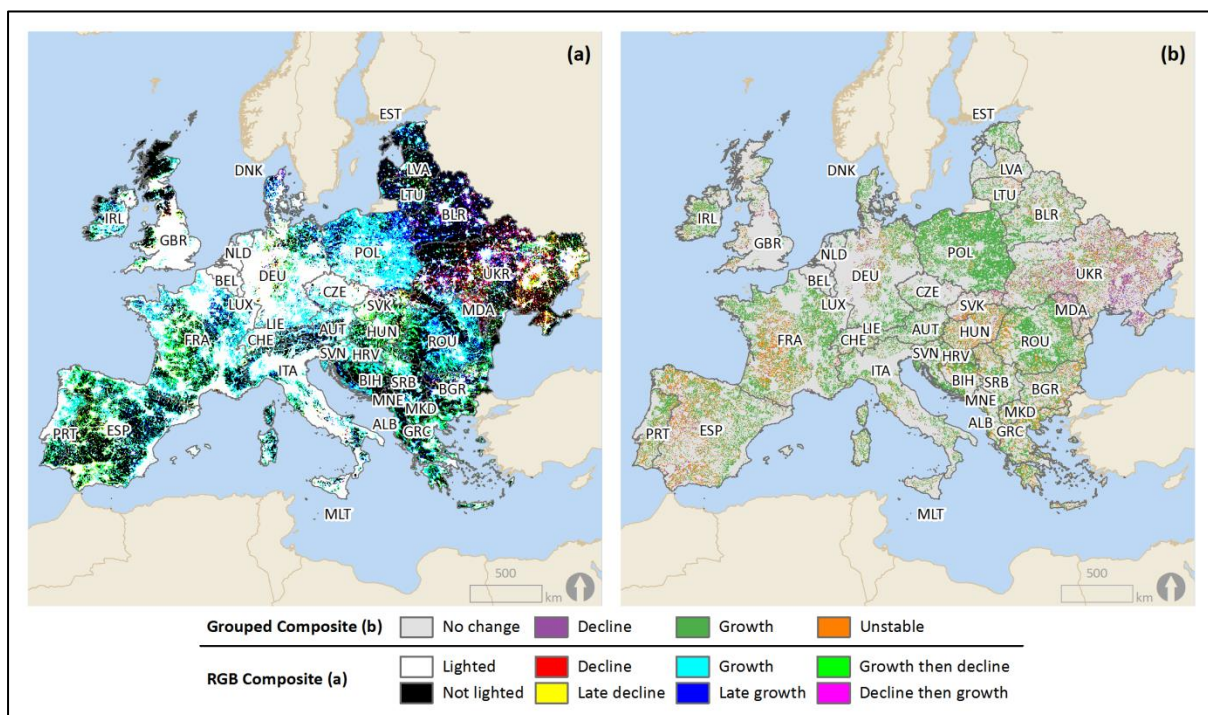 (a)
EST
DNK
LVA
LTU
IRL
BLR
GBR
NLD
POL
BEL
DEU
UKR
LUX
CZE
SVK
MDA
LIE
AUT
HUN
FRA
CHE
ROU
SVN
HRV
ITA
BIH
SRB
BGR
MNE
MKD
PRT
ESP
ALB
GRC
MLT
500
km
(b)
EST
DNK
LVA
LTU
IRL
BLR
GBR
NLD
POL
BEL
DEU
UKR
LUX
CZE
SVK
MDA
LIE
AUT
HUN
FRA
CHE
ROU
SVN
HRV
ITA
BIH
SRB
BGR
MNE
MKD
PRT
ESP
ALB
GRC
MLT
500
km
Grouped Composite (b) No change Decline Growth Unstable
RGB Composite (a)
Lighted Decline Growth Growth then decline
Not lighted Late decline Late growth Decline then growth